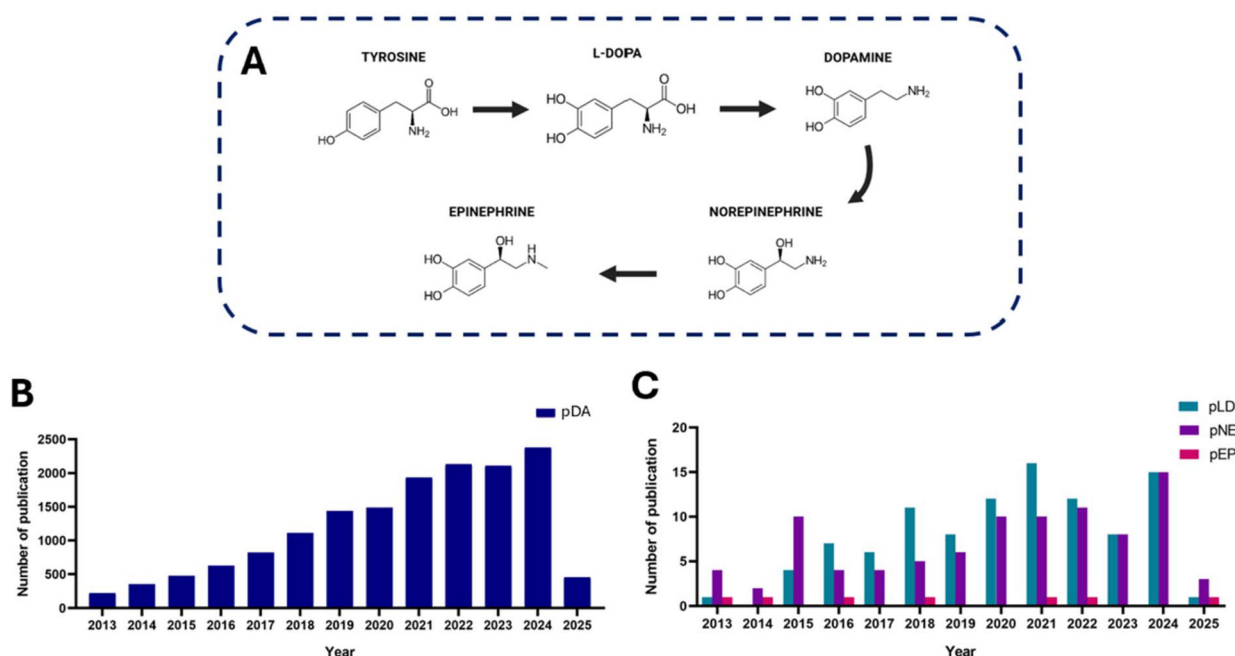 A
TYROSINE
L-DOPA
DOPAMINE
HO
O
OH
NH2
HO
HO
O
OH
NH2
HO
HO
NH2
EPINEPHRINE
NOREPINEPHRINE
HO
HO
OH
H
N
HO
HO
OH
NH2
B
pDA
Number of publication
2500
2000
1500
1000
500
0
2013 2014 2015 2016 2017 2018 2019 2020 2021 2022 2023 2024 2025
Year
C
pLD
pNE
pEP
Number of publication
20
15
10
5
0
2013 2014 2015 2016 2017 2018 2019 2020 2021 2022 2023 2024 2025
Year